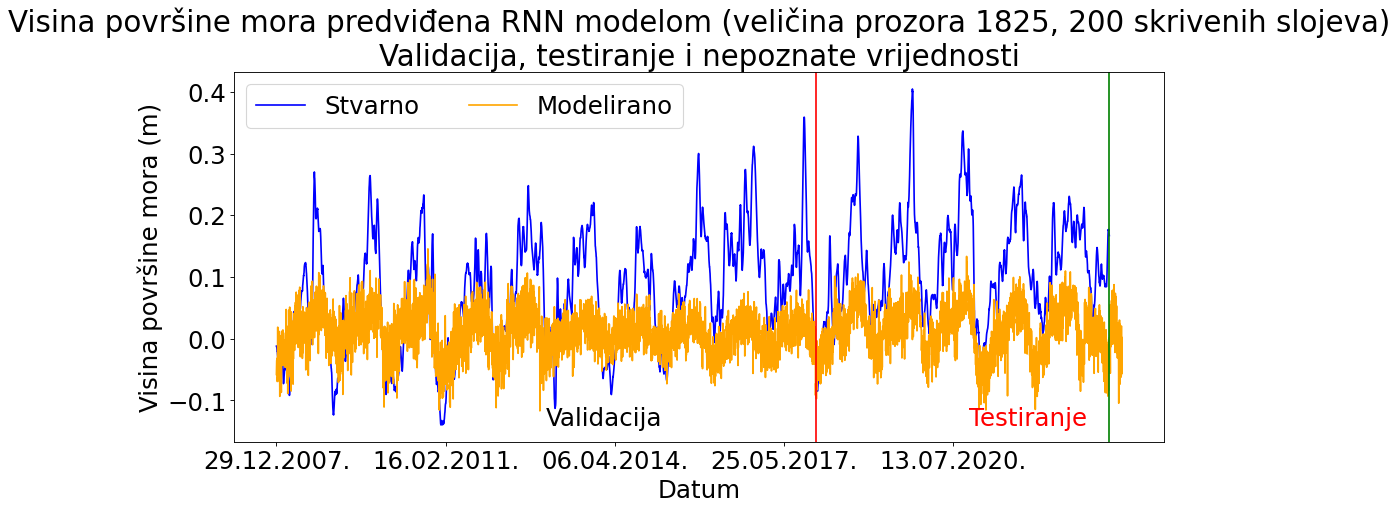 Visina površine mora predviđena RNN modelom (veličina prozora 1825, 200 skrivenih slojeva)
Validacija, testiranje i nepoznate vrijednosti
Stvarno
Modelirano
Visina površine mora (m)
0.4
0.3
0.2
0.1
0.0
−0.1
Validacija
Testiranje
29.12.2007.
16.02.2011.
06.04.2014.
25.05.2017.
13.07.2020.
Datum